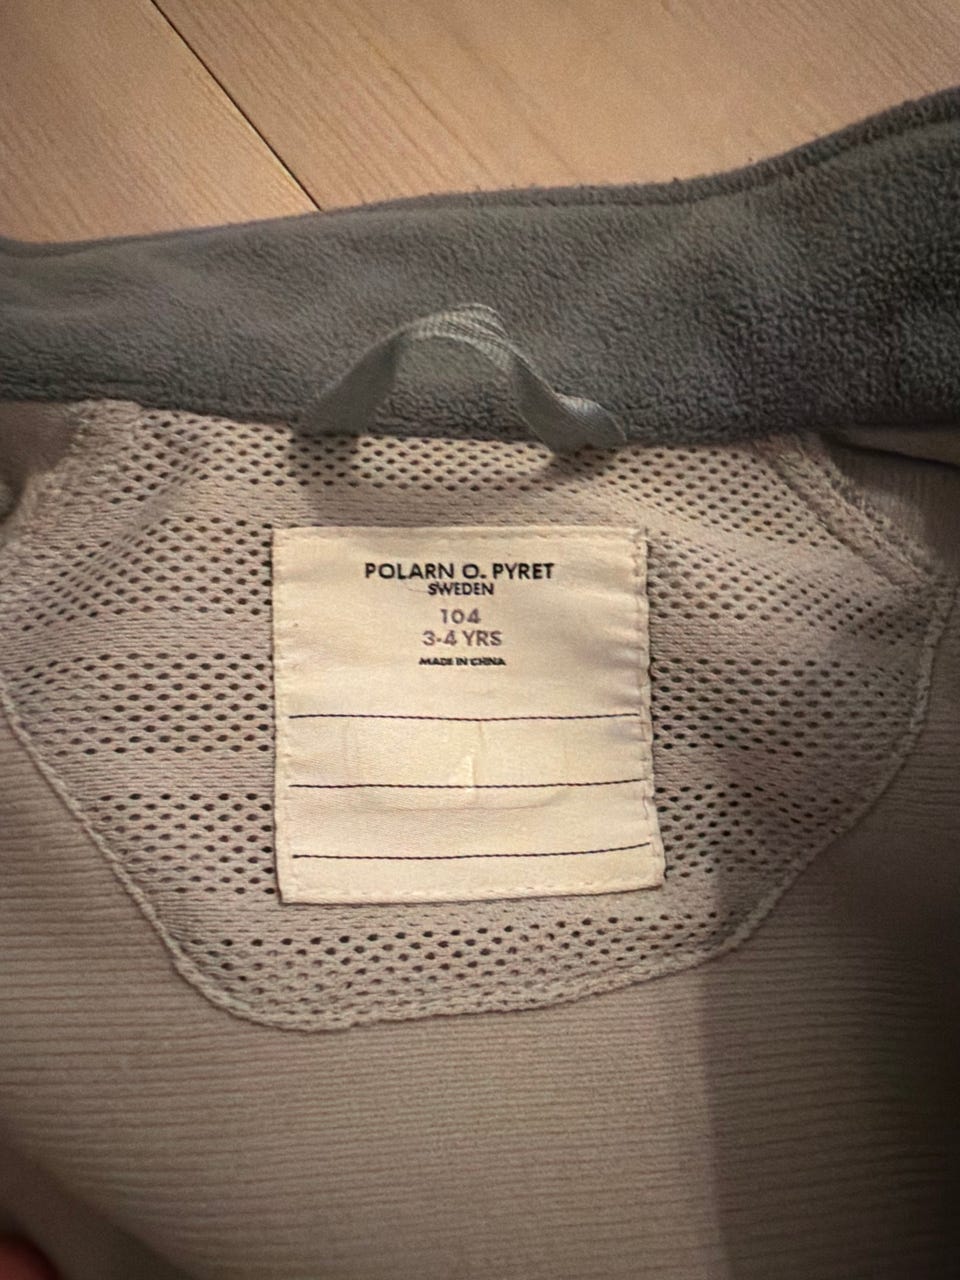 POLARN O. PYRET
SWEDEN
104
3-4 YRS
MADE IN CHINA